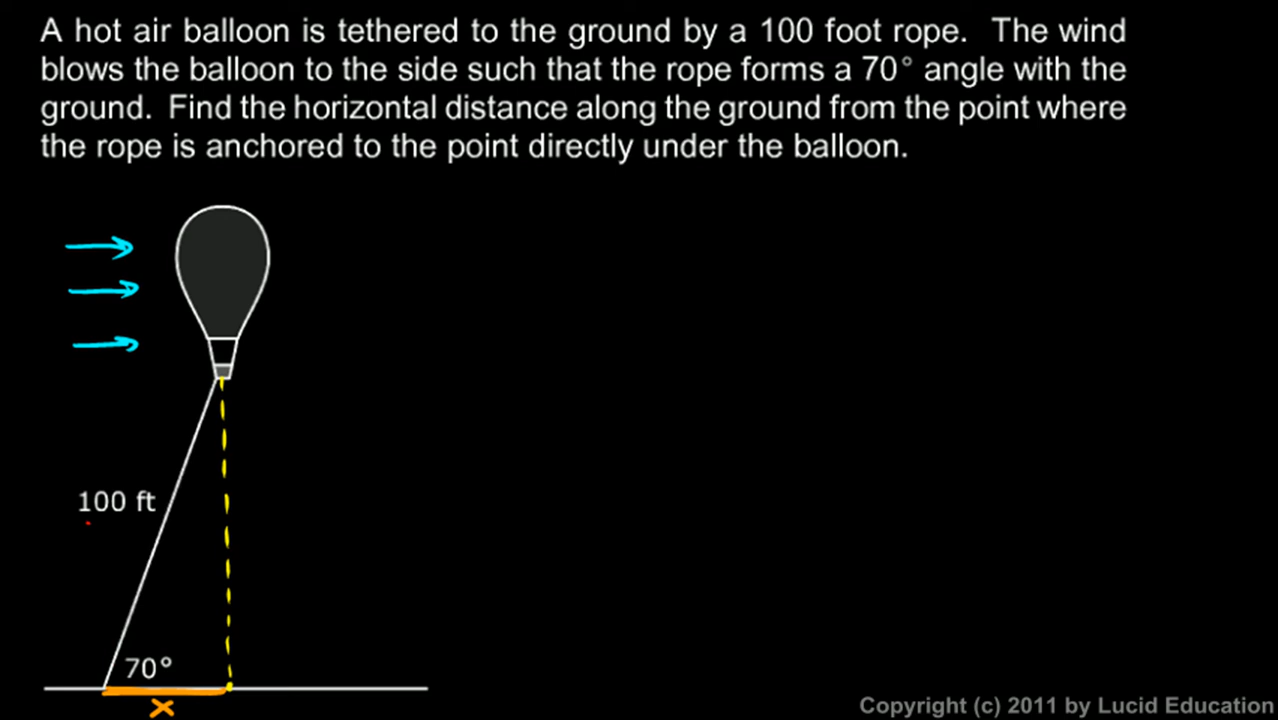 A hot air balloon is tethered to the ground by a 100 foot rope. The wind
blows the balloon to the side such that the rope forms a 70° angle with the
ground. Find the horizontal distance along the ground from the point where
the rope is anchored to the point directly under the balloon.
100 ft
70°
x
Copyright (c) 2011 by Lucid Education